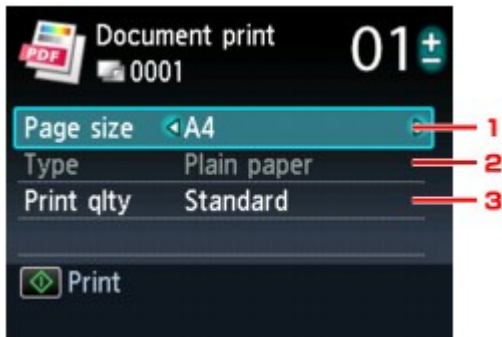 PDF Document print 01 ±
0001
Page size A4 1
Type Plain paper 2
Print qlty Standard 3
Print